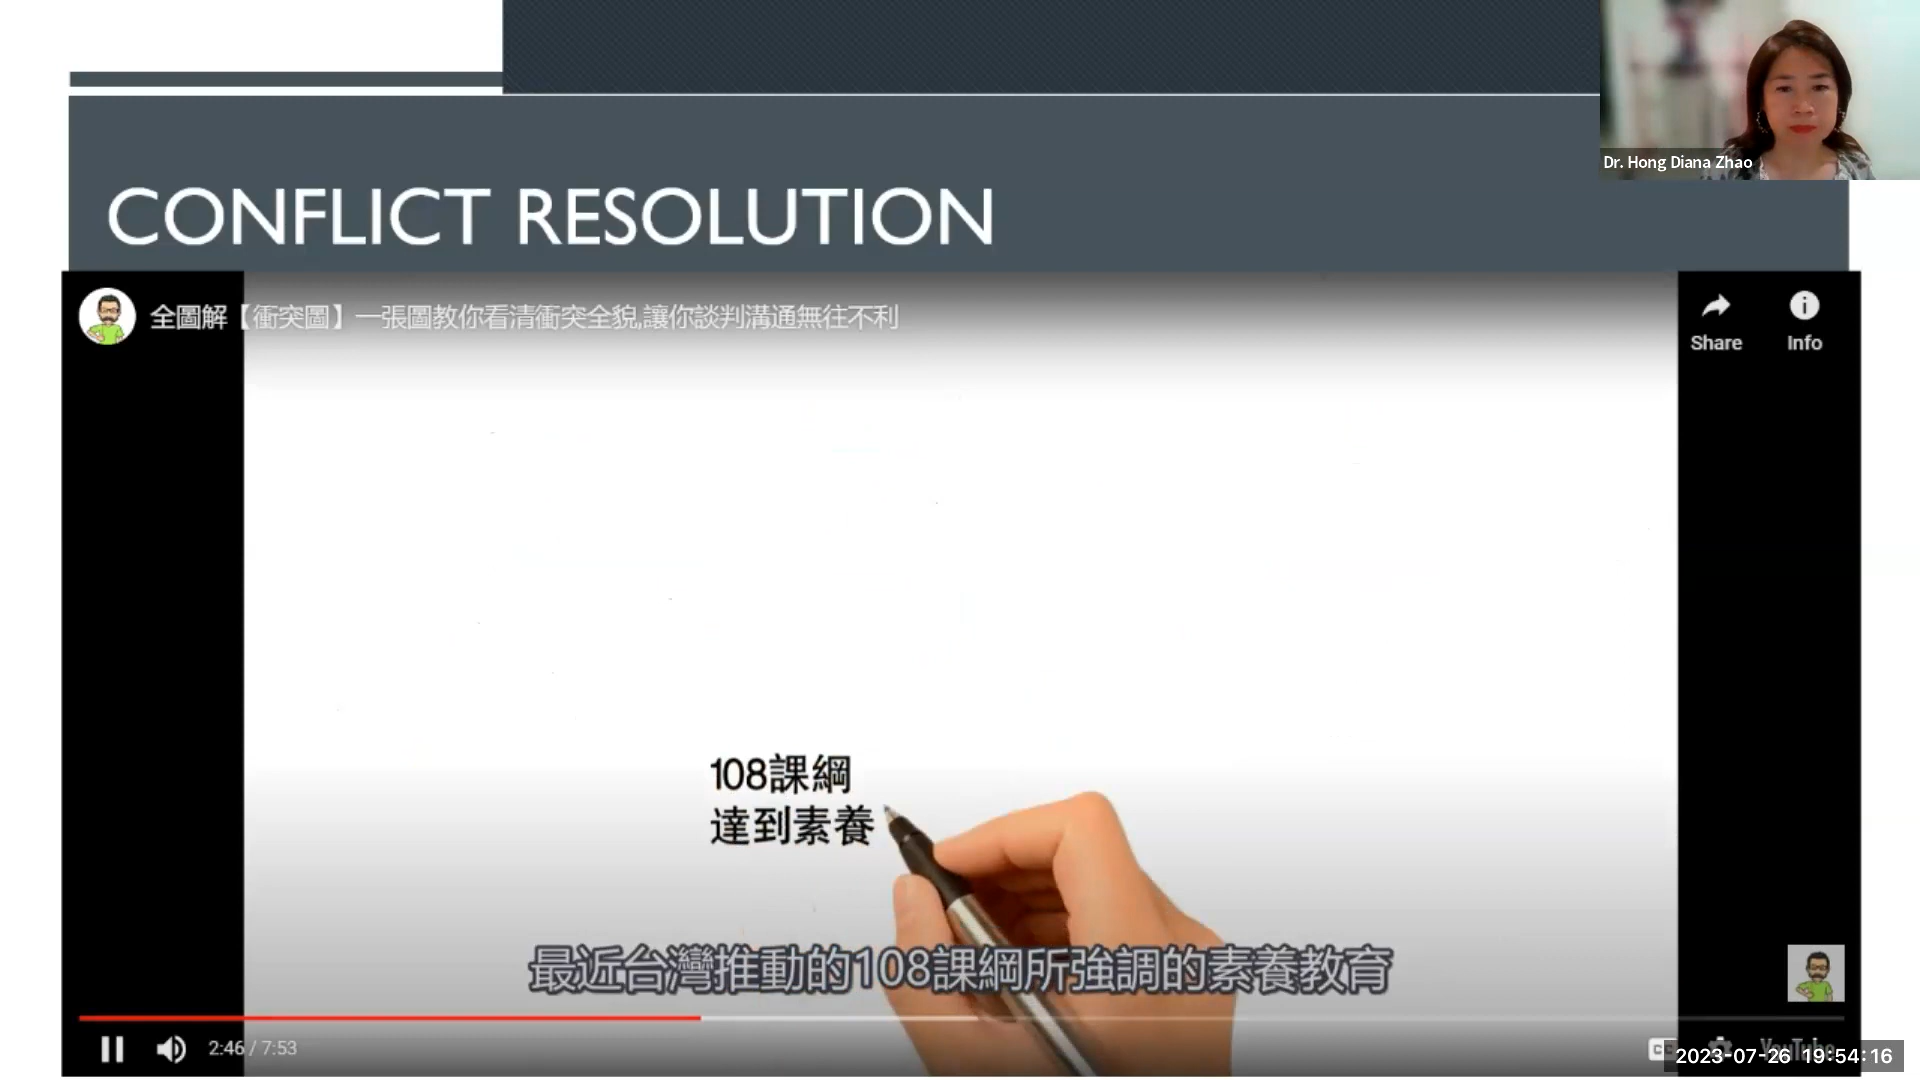 Dr. Hong Diana Zhao
CONFLICT RESOLUTION
全圖解【衝突圖】一張圖教你看清衝突全貌,讓你談判溝通無往不利
Share
Info
108課綱
達到素養
最近台灣推動的108課綱所強調的素養教育
2:46 / 7:53
CC
YouTube
2023-07-26 19:54:16